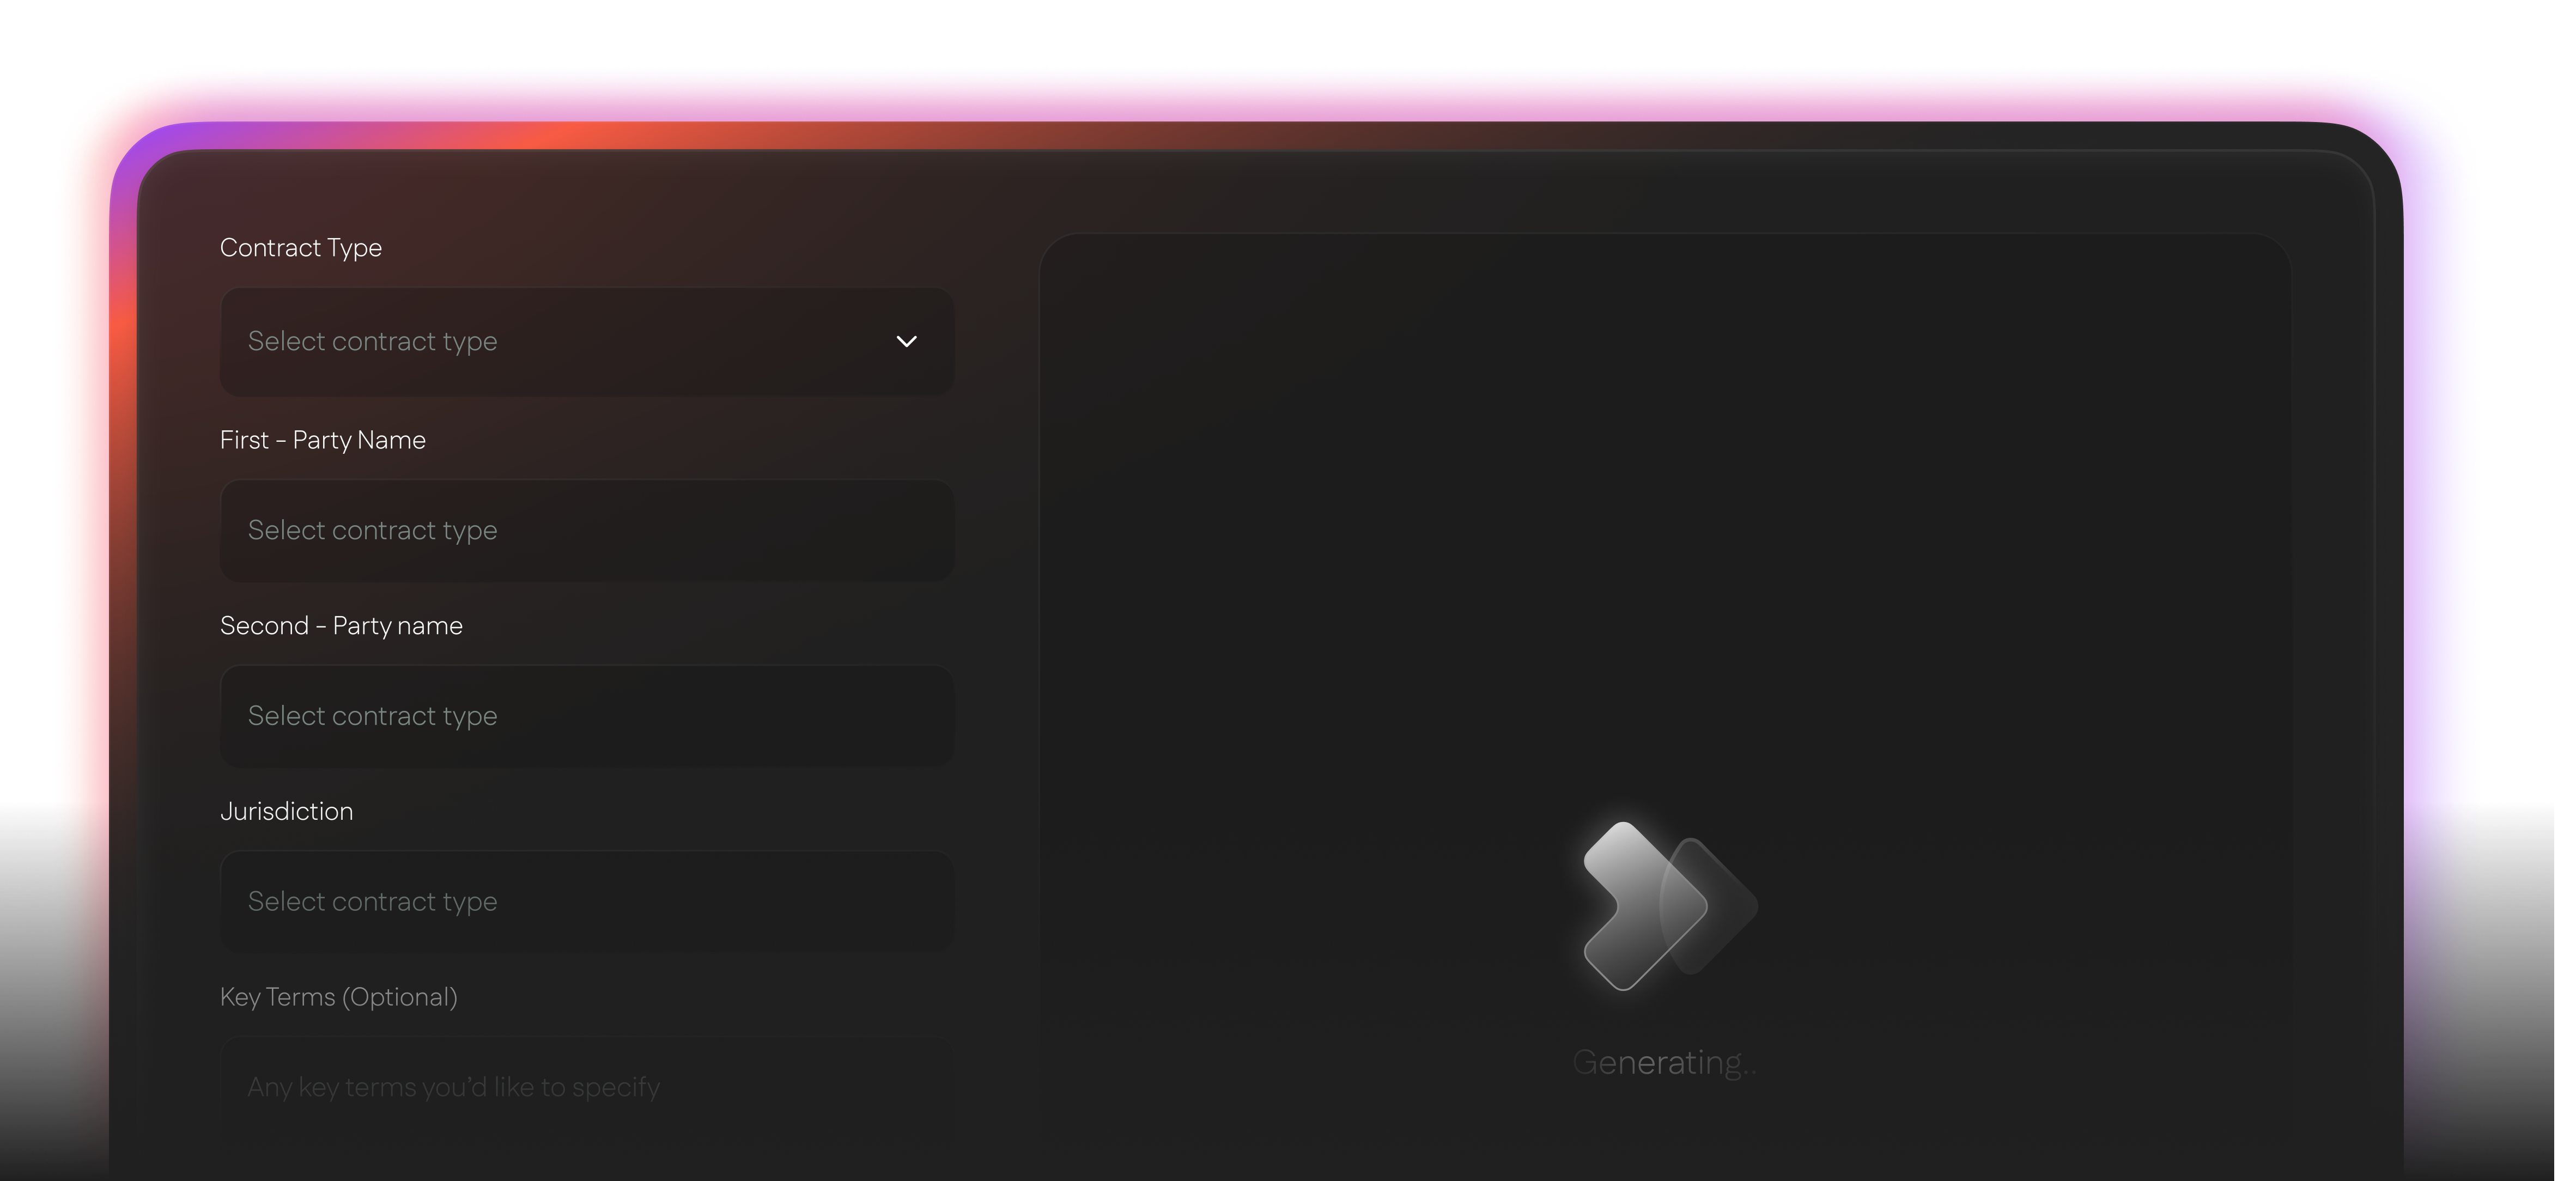 Contract Type
Select contract type
First - Party Name
Select contract type
Second - Party name
Select contract type
Jurisdiction
Select contract type
Key Terms (Optional)
Any key terms you’d like to specify
Generating..